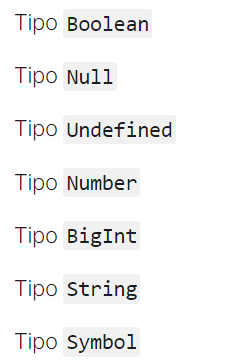 Tipo Boolean
Tipo Null
Tipo Undefined
Tipo Number
Tipo BigInt
Tipo String
Tipo Symbol